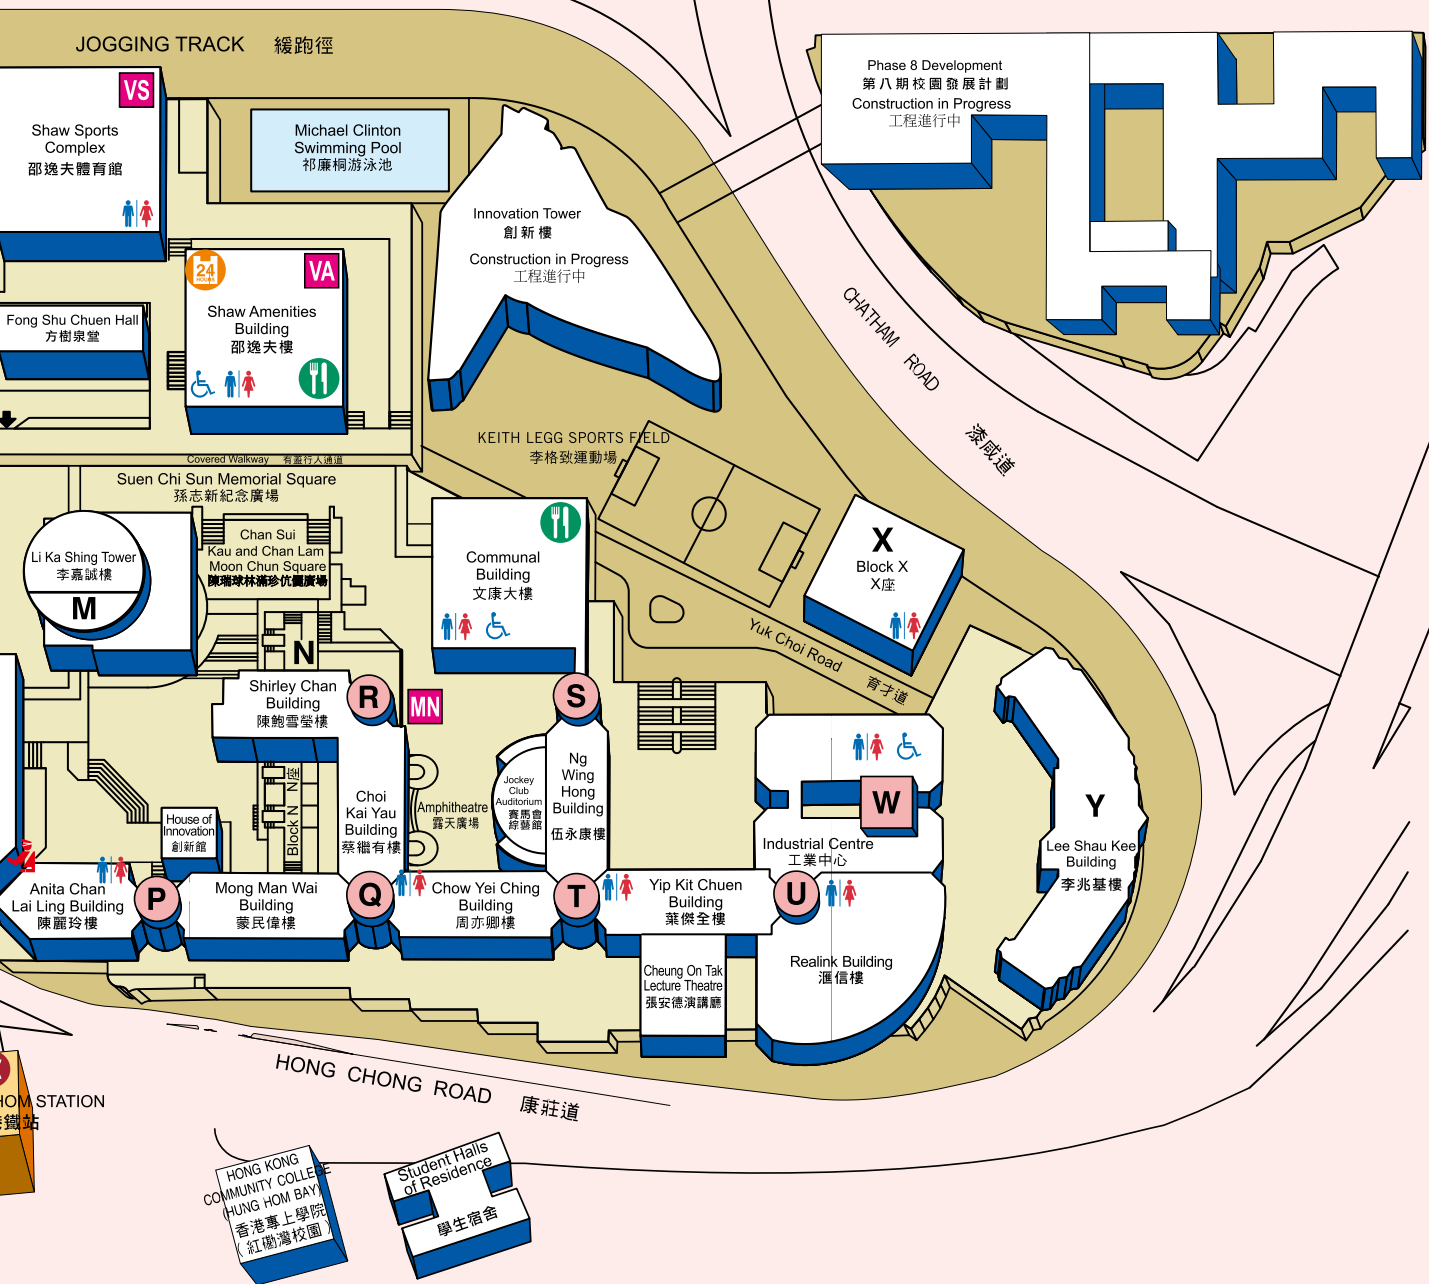 JOGGING TRACK 緩跑徑
VS
Shaw Sports
Complex
邵逸夫體育館
Michael Clinton
Swimming Pool
祁廉桐游泳池
Innovation Tower
創新樓
Construction in Progress
工程進行中
Phase 8 Development
第八期校園發展計劃
Construction in Progress
工程進行中
24
HOURS
VA
Shaw Amenities
Building
邵逸夫樓
Fong Shu Chuen Hall
方樹泉堂
CHATHAM ROAD 漆咸道
KEITH LEGG SPORTS FIELD
李格致運動場
Covered Walkway 有蓋行人通道
Suen Chi Sun Memorial Square
孫志新紀念廣場
Chan Sui
Kau and Chan Lam
Moon Chun Square
陳瑞球林滿珍伉儷廣場
Li Ka Shing Tower
李嘉誠樓
M
Communal
Building
文康大樓
X
Block X
X座
Yuk Choi Road 育才道
N
Shirley Chan
Building
陳鮑雪瑩樓
R
MN
S
Block N N座
Choi
Kai Yau
Building
蔡繼有樓
Amphitheatre
露天廣場
Jockey
Club
Auditorium
賽馬會
綜藝館
Ng
Wing
Hong
Building
伍永康樓
W
Industrial Centre
工業中心
Y
Lee Shau Kee
Building
李兆基樓
House of
Innovation
創新館
Anita Chan
Lai Ling Building
陳麗玲樓
P
Mong Man Wai
Building
蒙民偉樓
Q
Chow Yei Ching
Building
周亦卿樓
T
Yip Kit Chuen
Building
葉傑全樓
U
Realink Building
滙信樓
Cheung On Tak
Lecture Theatre
張安德演講廳
HONG CHONG ROAD 康莊道
HOM STATION
鐵站
HONG KONG
COMMUNITY COLLEGE
(HUNG HOM BAY)
香港專上學院
(紅磡灣校園)
Student Halls
of Residence
學生宿舍